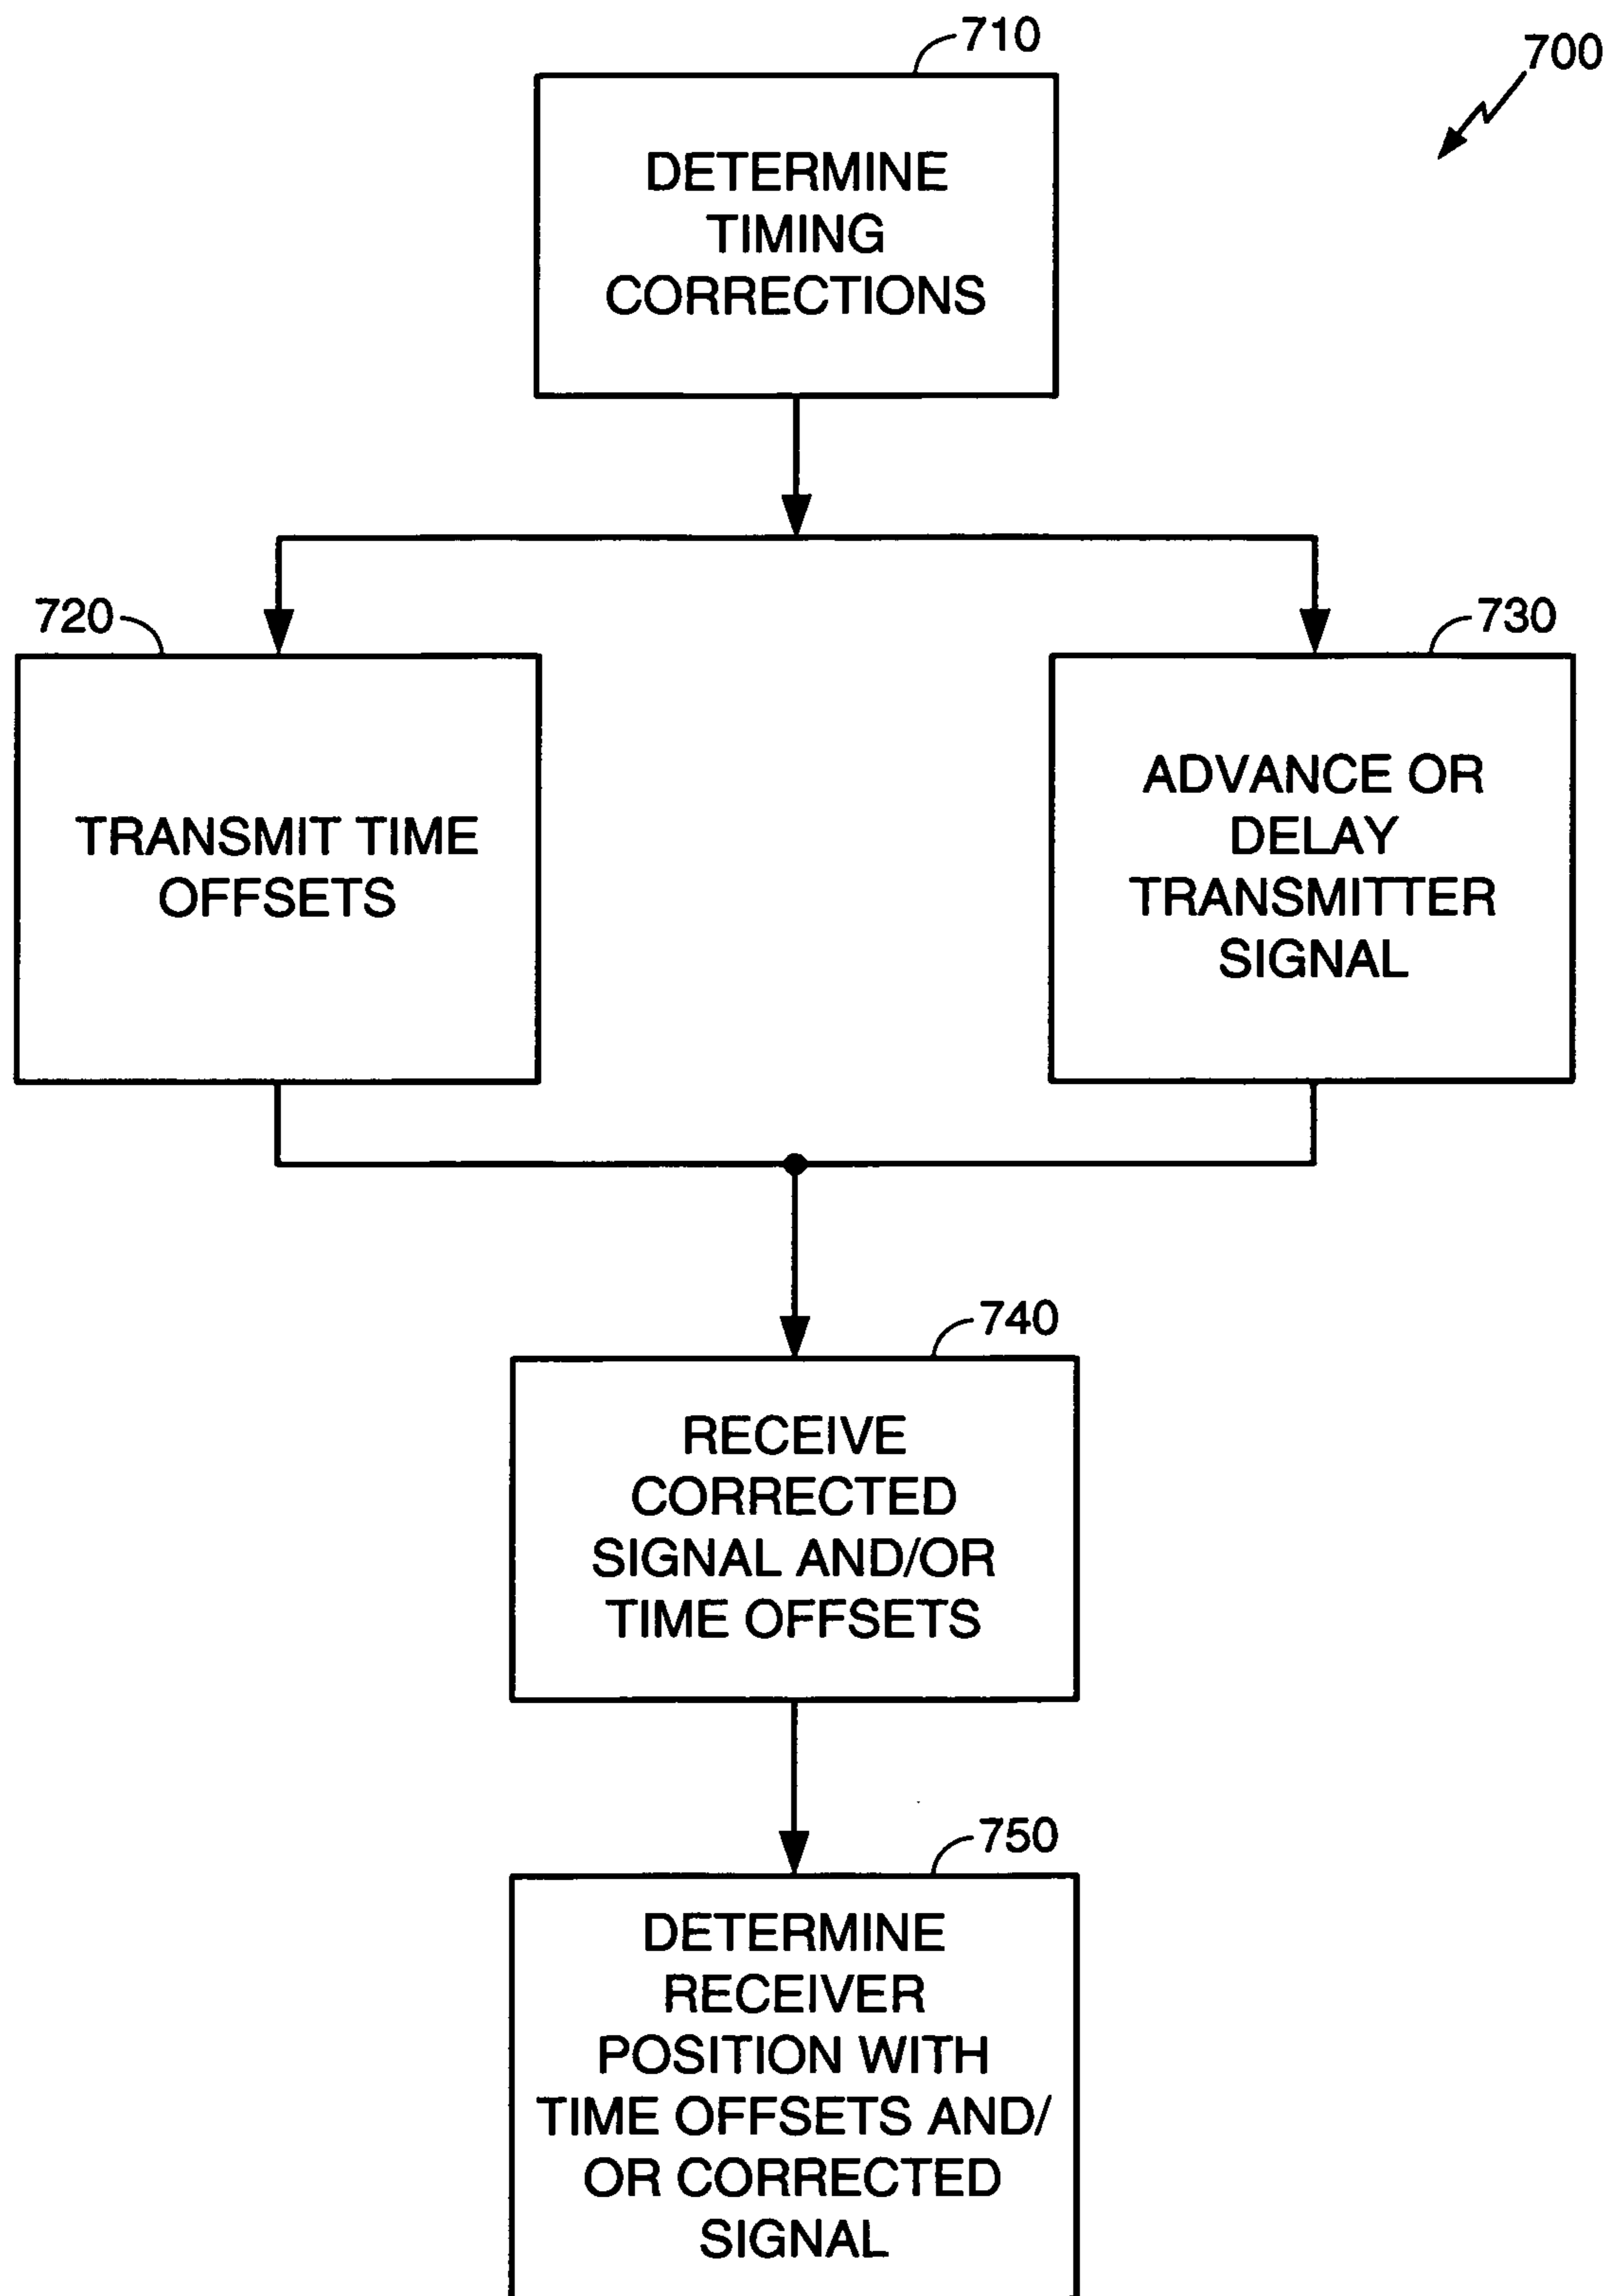 710
700
DETERMINE
TIMING
CORRECTIONS
720
730
TRANSMIT TIME
OFFSETS
ADVANCE OR
DELAY
TRANSMITTER
SIGNAL
740
RECEIVE
CORRECTED
SIGNAL AND/OR
TIME OFFSETS
750
DETERMINE
RECEIVER
POSITION WITH
TIME OFFSETS AND/
OR CORRECTED
SIGNAL